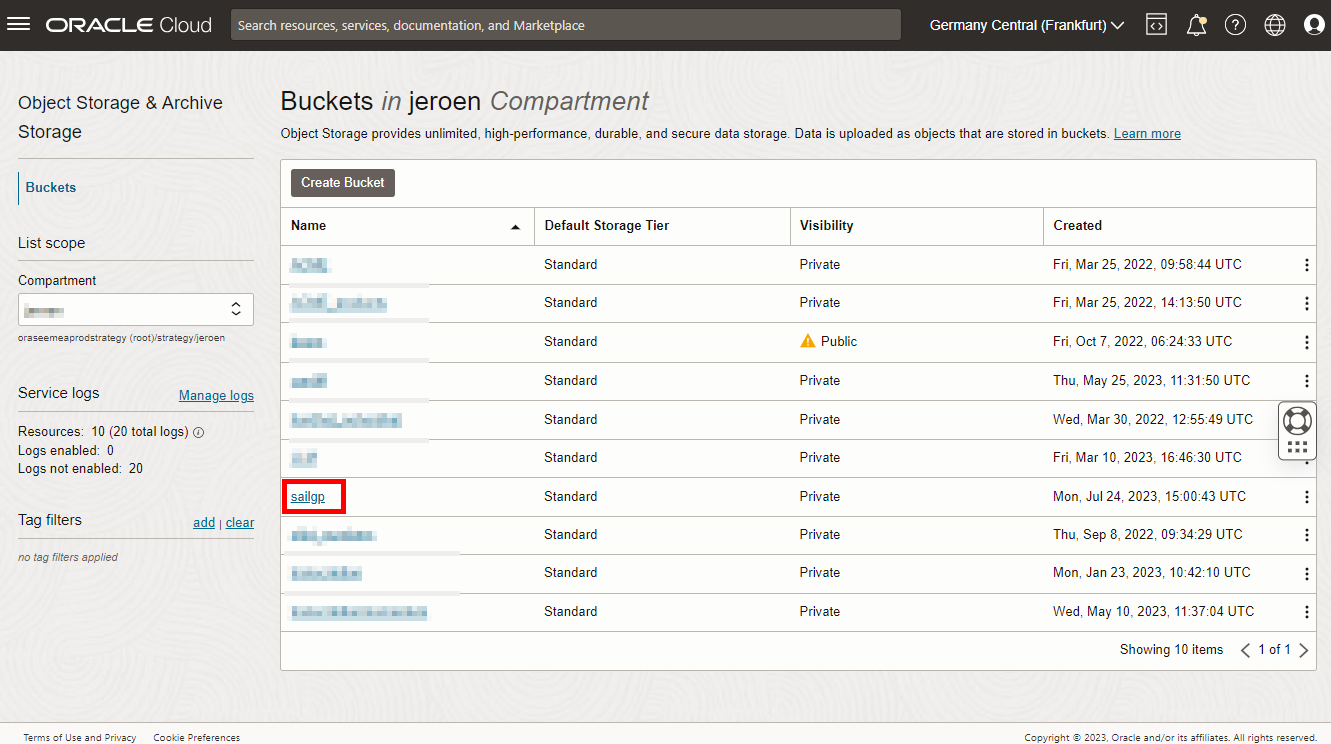 ORACLE Cloud
Search resources, services, documentation, and Marketplace
Germany Central (Frankfurt)
Object Storage & Archive
Storage
Buckets
List scope
Compartment
oraseemeaprodstrategy (root)/strategy/jeroen
Service logs Manage logs
Resources: 10 (20 total logs)
Logs enabled: 0
Logs not enabled: 20
Tag filters add | clear
no tag filters applied
Buckets in jeroen Compartment
Object Storage provides unlimited, high-performance, durable, and secure data storage. Data is uploaded as objects that are stored in buckets. Learn more
Create Bucket
Name Default Storage Tier Visibility Created
Standard Private Fri, Mar 25, 2022, 09:58:44 UTC
Standard Private Fri, Mar 25, 2022, 14:13:50 UTC
Standard Public Fri, Oct 7, 2022, 06:24:33 UTC
Standard Private Thu, May 25, 2023, 11:31:50 UTC
Standard Private Wed, Mar 30, 2022, 12:55:49 UTC
Standard Private Fri, Mar 10, 2023, 16:46:30 UTC
sailgp Standard Private Mon, Jul 24, 2023, 15:00:43 UTC
Standard Private Thu, Sep 8, 2022, 09:34:29 UTC
Standard Private Mon, Jan 23, 2023, 10:42:10 UTC
Standard Private Wed, May 10, 2023, 11:37:04 UTC
Showing 10 items 1 of 1
Terms of Use and Privacy Cookie Preferences
Copyright © 2023, Oracle and/or its affiliates. All rights reserved.